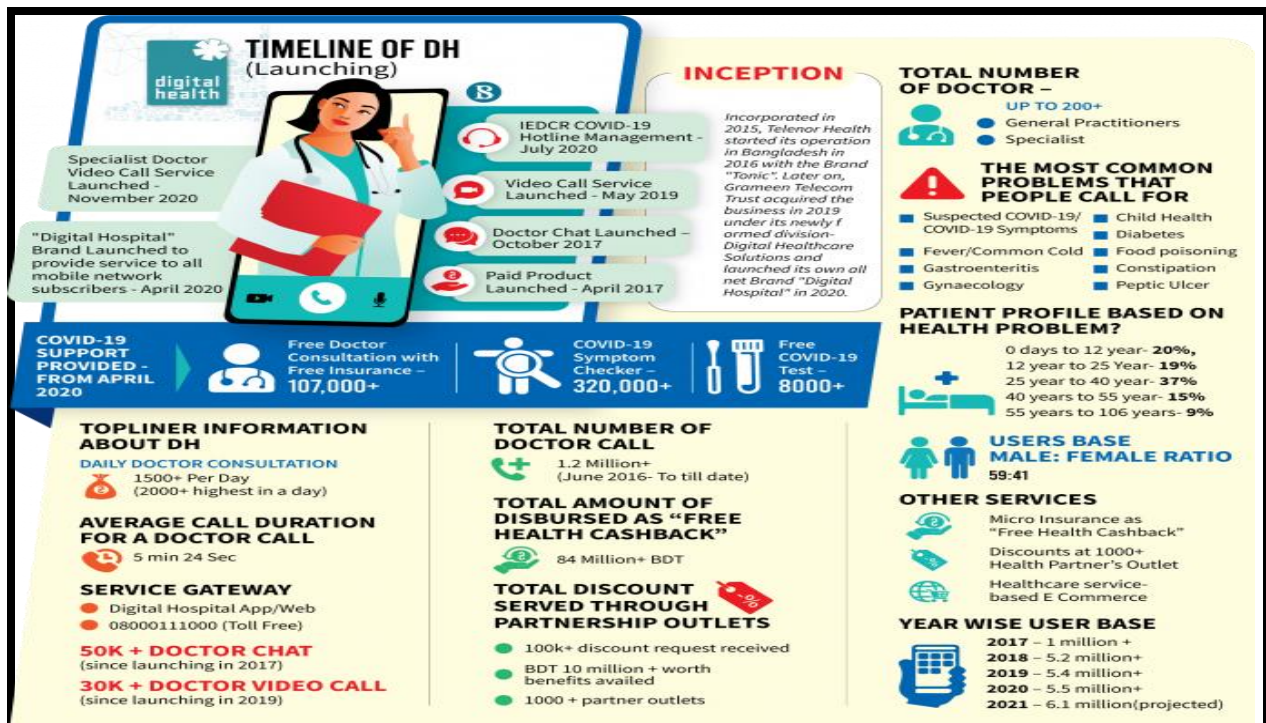 digital
health
TIMELINE OF DH
(Launching)
Specialist Doctor
Video Call Service
Launched -
November 2020
"Digital Hospital"
Brand Launched to
provide service to all
mobile network
subscribers - April 2020
IEDCR COVID-19
Hotline Management -
July 2020
Video Call Service
Launched - May 2019
Doctor Chat Launched –
October 2017
Paid Product
Launched - April 2017
INCEPTION
Incorporated in
2015, Telenor Health
started its operation
in Bangladesh in
2016 with the Brand
"Tonic". Later on,
Grameen Telecom
Trust acquired the
business in 2019
under its newly f
ormed division-
Digital Healthcare
Solutions and
launched its own all
net Brand "Digital
Hospital" in 2020.
COVID-19
SUPPORT
PROVIDED -
FROM APRIL
2020
Free Doctor
Consultation with
Free Insurance –
107,000+
COVID-19
Symptom
Checker –
320,000+
Free
COVID-19
Test –
8000+
TOPLINER INFORMATION
ABOUT DH
DAILY DOCTOR CONSULTATION
1500+ Per Day
(2000+ highest in a day)
AVERAGE CALL DURATION
FOR A DOCTOR CALL
5 min 24 Sec
SERVICE GATEWAY
Digital Hospital App/Web
08000111000 (Toll Free)
50K + DOCTOR CHAT
(since launching in 2017)
30K + DOCTOR VIDEO CALL
(since launching in 2019)
TOTAL NUMBER OF
DOCTOR CALL
1.2 Million+
(June 2016- To till date)
TOTAL AMOUNT OF
DISBURSED AS “FREE
HEALTH CASHBACK”
84 Million+ BDT
TOTAL DISCOUNT
SERVED THROUGH
PARTNERSHIP OUTLETS
100k+ discount request received
BDT 10 million + worth
benefits availed
1000 + partner outlets
TOTAL NUMBER
OF DOCTOR –
UP TO 200+
General Practitioners
Specialist
THE MOST COMMON
PROBLEMS THAT
PEOPLE CALL FOR
Suspected COVID-19/
COVID-19 Symptoms
Fever/Common Cold
Gastroenteritis
Gynaecology
Child Health
Diabetes
Food poisoning
Constipation
Peptic Ulcer
PATIENT PROFILE BASED ON
HEALTH PROBLEM?
0 days to 12 year- 20%,
12 year to 25 Year- 19%
25 year to 40 year- 37%
40 years to 55 year- 15%
55 years to 106 years- 9%
USERS BASE
MALE: FEMALE RATIO
59:41
OTHER SERVICES
Micro Insurance as
“Free Health Cashback”
Discounts at 1000+
Health Partner’s Outlet
Healthcare service-
based E Commerce
YEAR WISE USER BASE
2017 – 1 million +
2018 – 5.2 million+
2019 – 5.4 million+
2020 – 5.5 million+
2021 – 6.1 million(projected)